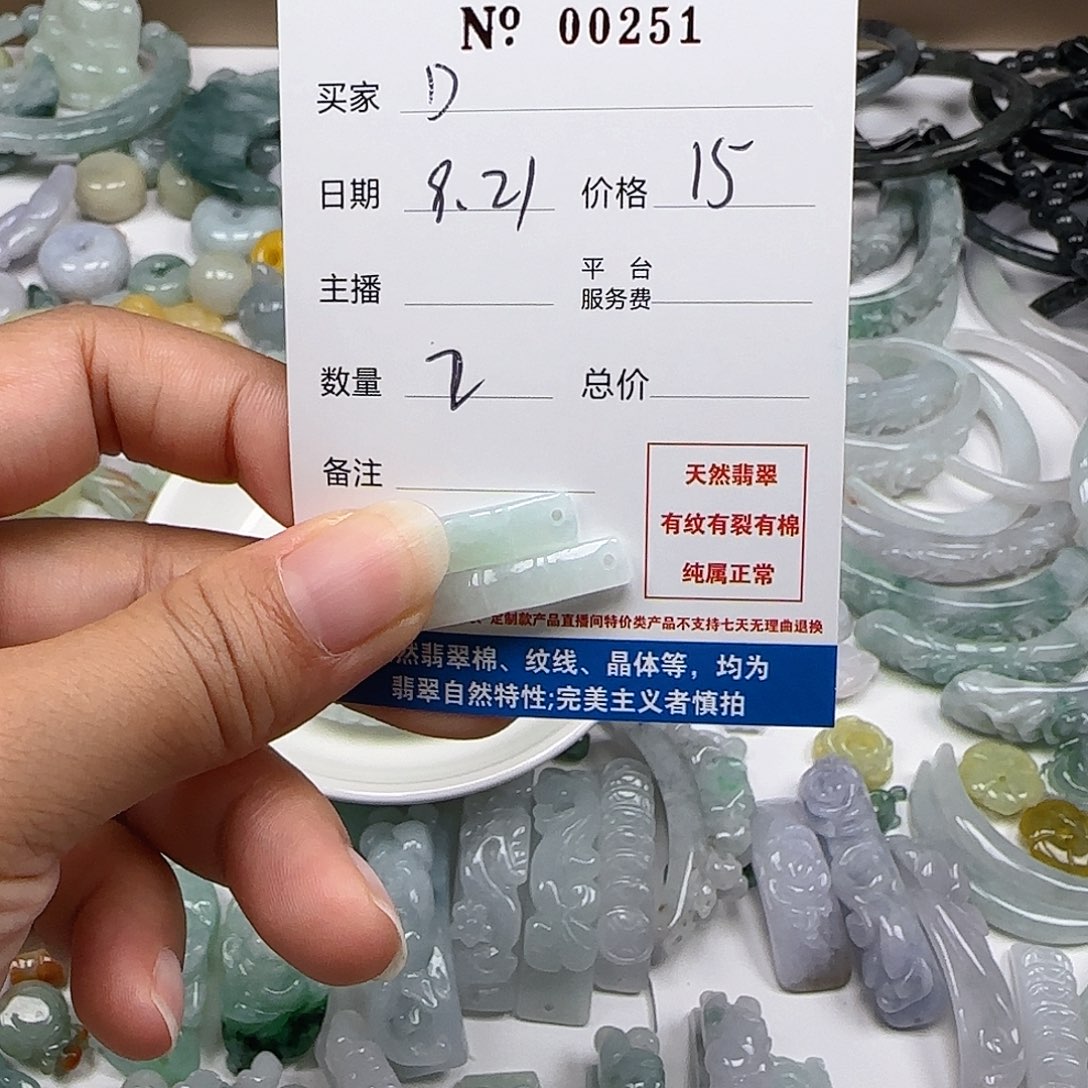 Nº 00251
买家 D
日期 8.21 价格 15
主播 平台服务费
数量 2 总价
备注
天然翡翠
有纹有裂有棉
纯属正常
定制款产品直播间特价类产品不支持七天无理由退换
然翡翠棉、纹线、晶体等，均为
翡翠自然特性;完美主义者慎拍